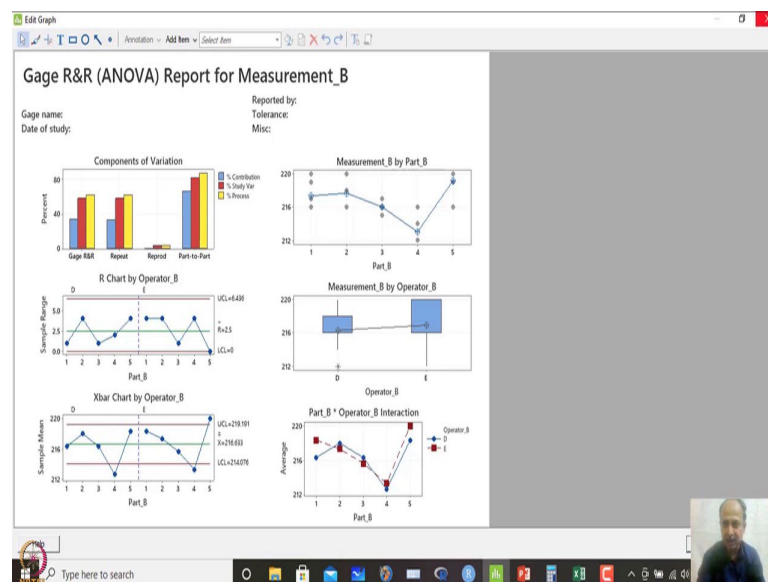 Edit Graph
Annotation Add Item Select Item
Gage R&R (ANOVA) Report for Measurement_B
Reported by:
Gage name: Tolerance:
Date of study: Misc:
Components of Variation
Percent
80
40
0
Gage R&R Repeat Reprod Part-to-Part
% Contribution
% Study Var
% Process
Measurement_B by Part_B
220
216
212
1 2 3 4 5
Part_B
R Chart by Operator_B
D E
Sample Range
5.0
2.5
0.0
UCL=6.436
R=2.5
LCL=0
1 2 3 4 5 1 2 3 4 5
Part_B
Measurement_B by Operator_B
220
216
212
D E
Operator_B
Xbar Chart by Operator_B
D E
Sample Mean
220
216
212
UCL=219.191
X=216.633
LCL=214.076
1 2 3 4 5 1 2 3 4 5
Part_B
Part_B * Operator_B Interaction
Average
220
216
212
1 2 3 4 5
Part_B
Operator_B
D
E
Help
Type here to search